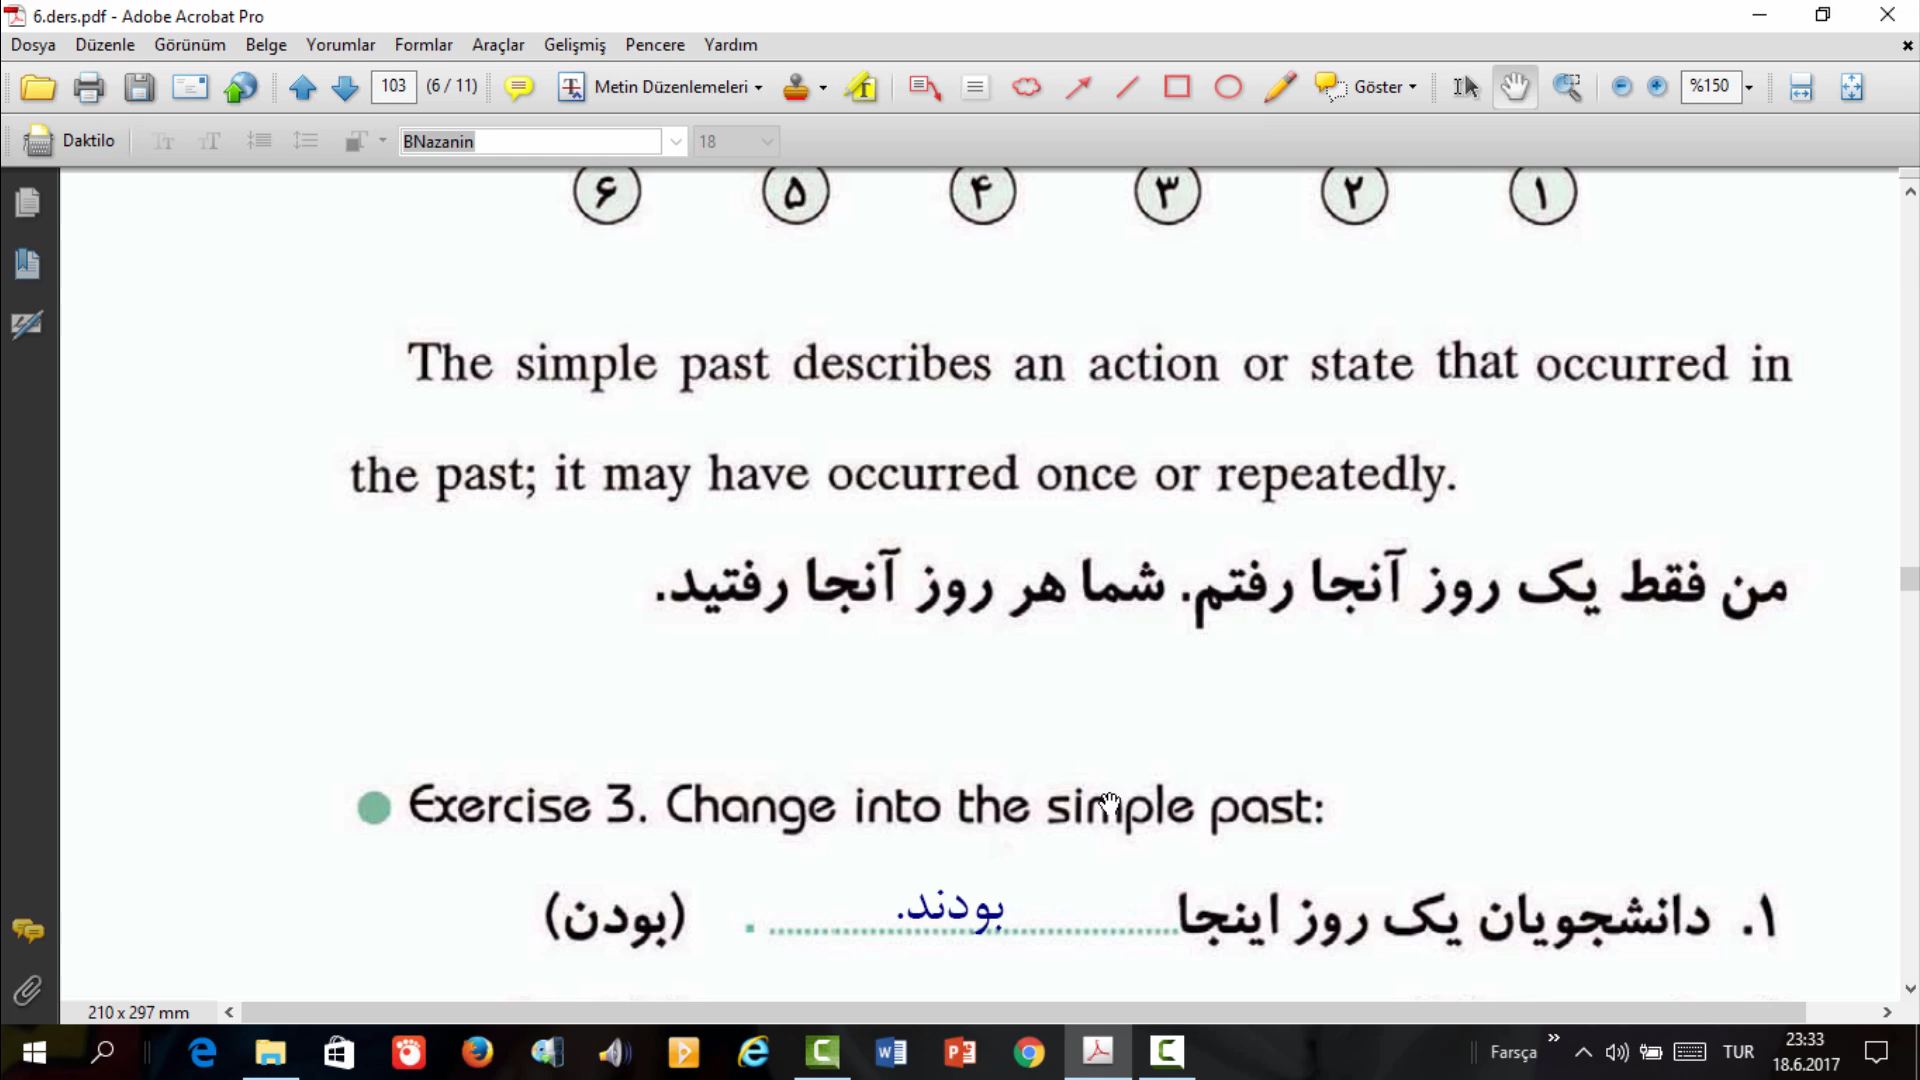 6.ders.pdf - Adobe Acrobat Pro
Dosya Düzenle Görünüm Belge Yorumlar Formlar Araçlar Gelişmiş Pencere Yardım
103 (6 / 11) Metin Düzenlemeleri Göster %150
Daktilo BNazanin 18
۱ ۲ ۳ ۴ ۵ ۶
The simple past describes an action or state that occurred in
the past; it may have occurred once or repeatedly.
من فقط یک روز آنجا رفتم. شما هر روز آنجا رفتید.
Exercise 3. Change into the simple past:
۱. دانشجویان یک روز اینجا بودند. . (بودن)
210 x 297 mm
Farsça TUR 23:33
18.6.2017